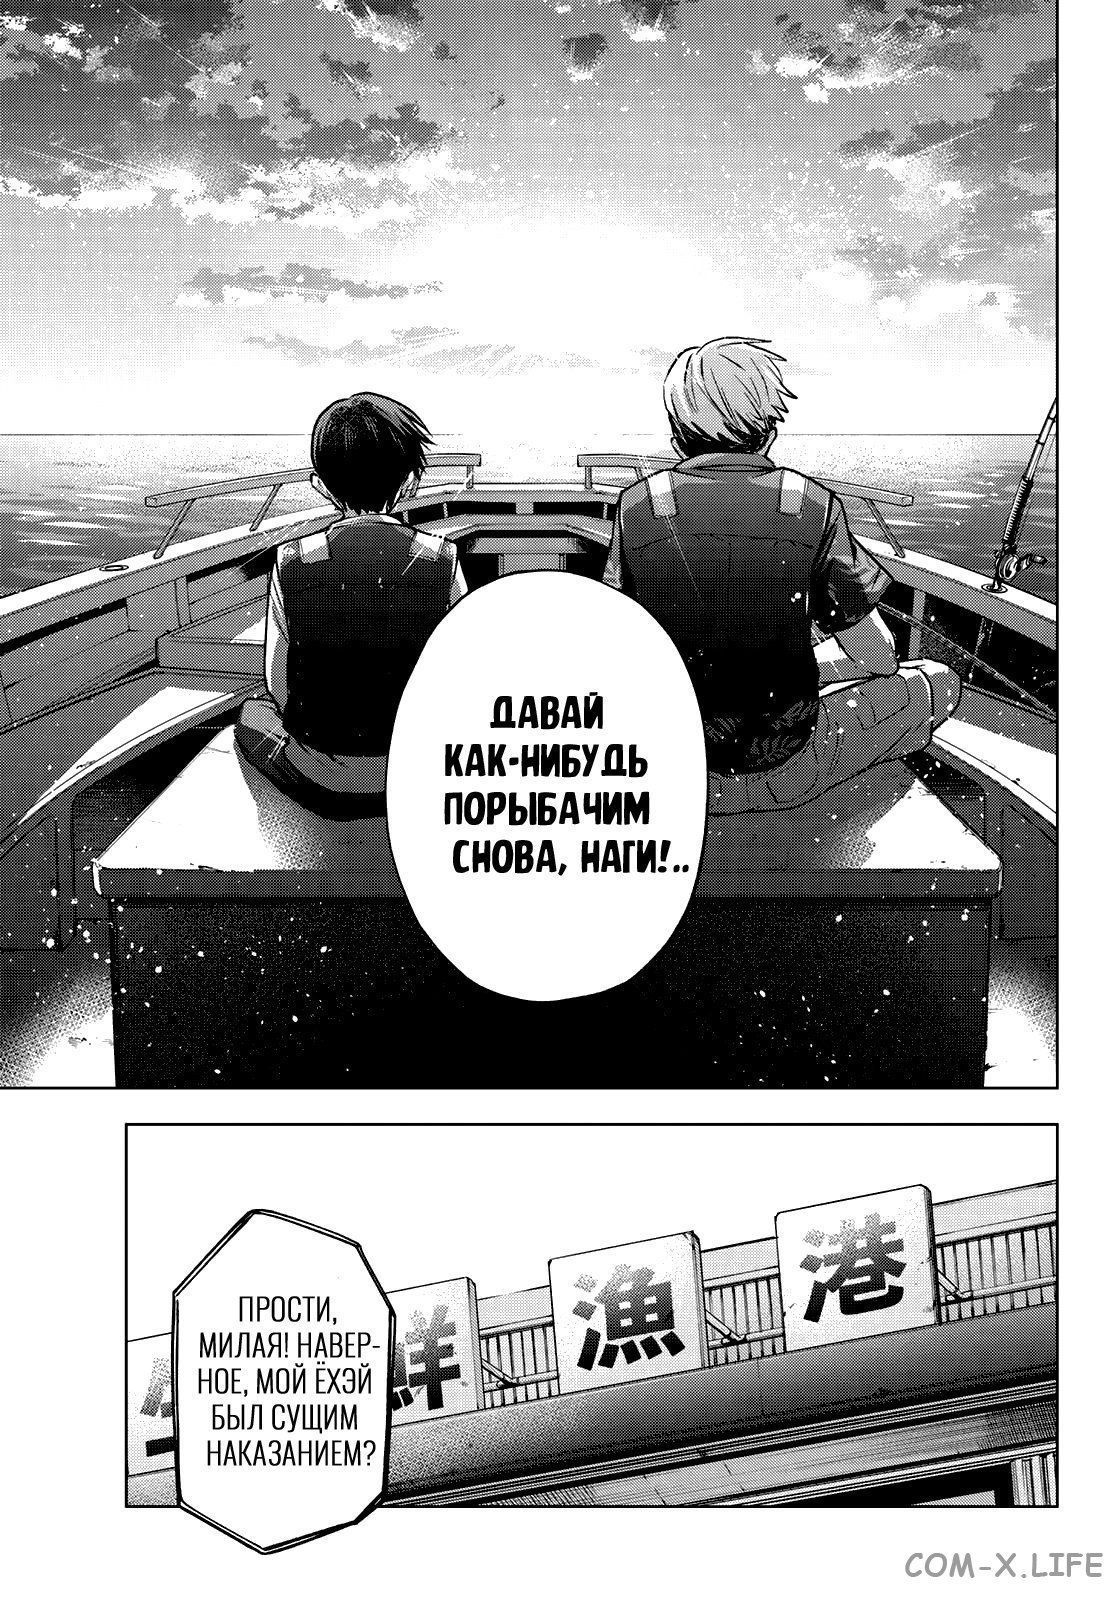 ДАВАЙ
КАК-НИБУДЬ
ПОРЫБАЧИМ
СНОВА, НАГИ!..
鮮 漁 港
ПРОСТИ,
МИЛАЯ! НАВЕР-
НОЕ, МОЙ ЁХЭЙ
БЫЛ СУЩИМ
НАКАЗАНИЕМ?
COM-X.LIFE